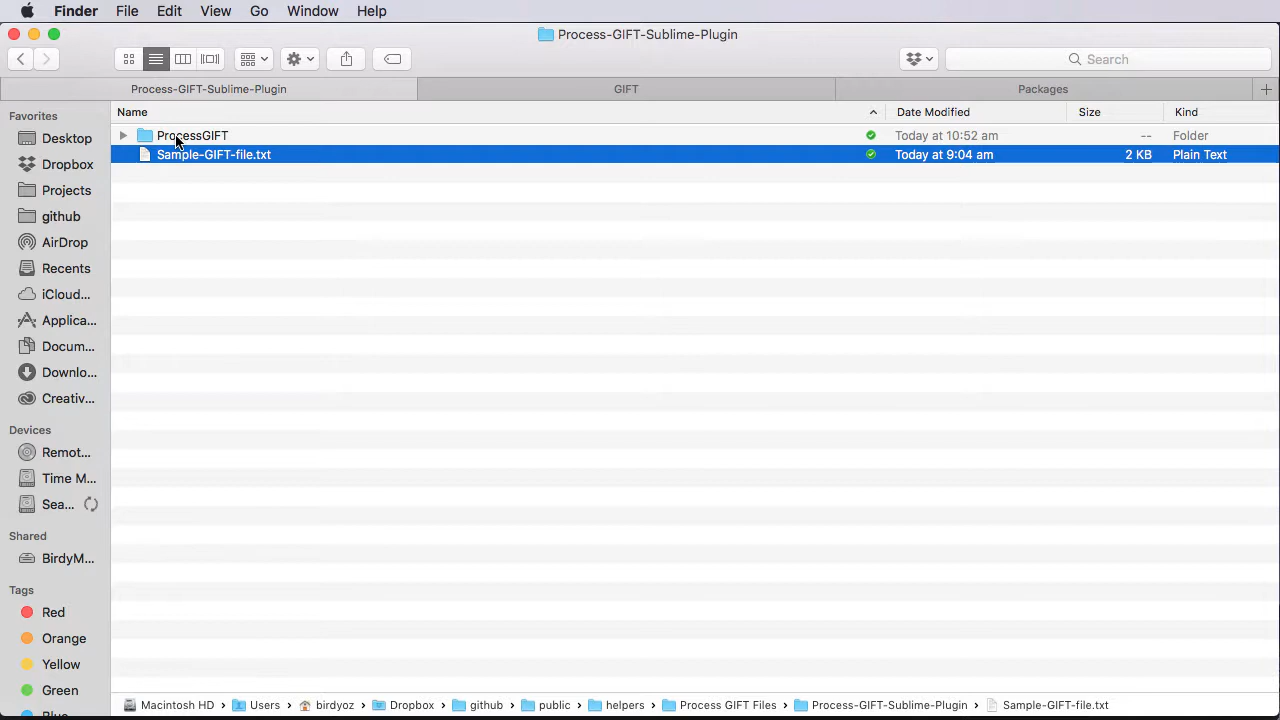 Finder File Edit View Go Window Help
Process-GIFT-Sublime-Plugin
Search
Process-GIFT-Sublime-Plugin GIFT Packages
Favorites
Desktop
Dropbox
Projects
github
AirDrop
Recents
iCloud...
Applica...
Docum...
Downlo...
Creativ...
Devices
Remot...
Time M...
Sea...
Shared
BirdyM...
Tags
Red
Orange
Yellow
Green
Blue
Name Date Modified Size Kind
ProcessGIFT Today at 10:52 am -- Folder
Sample-GIFT-file.txt Today at 9:04 am 2 KB Plain Text
Macintosh HD Users birdyoz Dropbox github public helpers Process GIFT Files Process-GIFT-Sublime-Plugin Sample-GIFT-file.txt